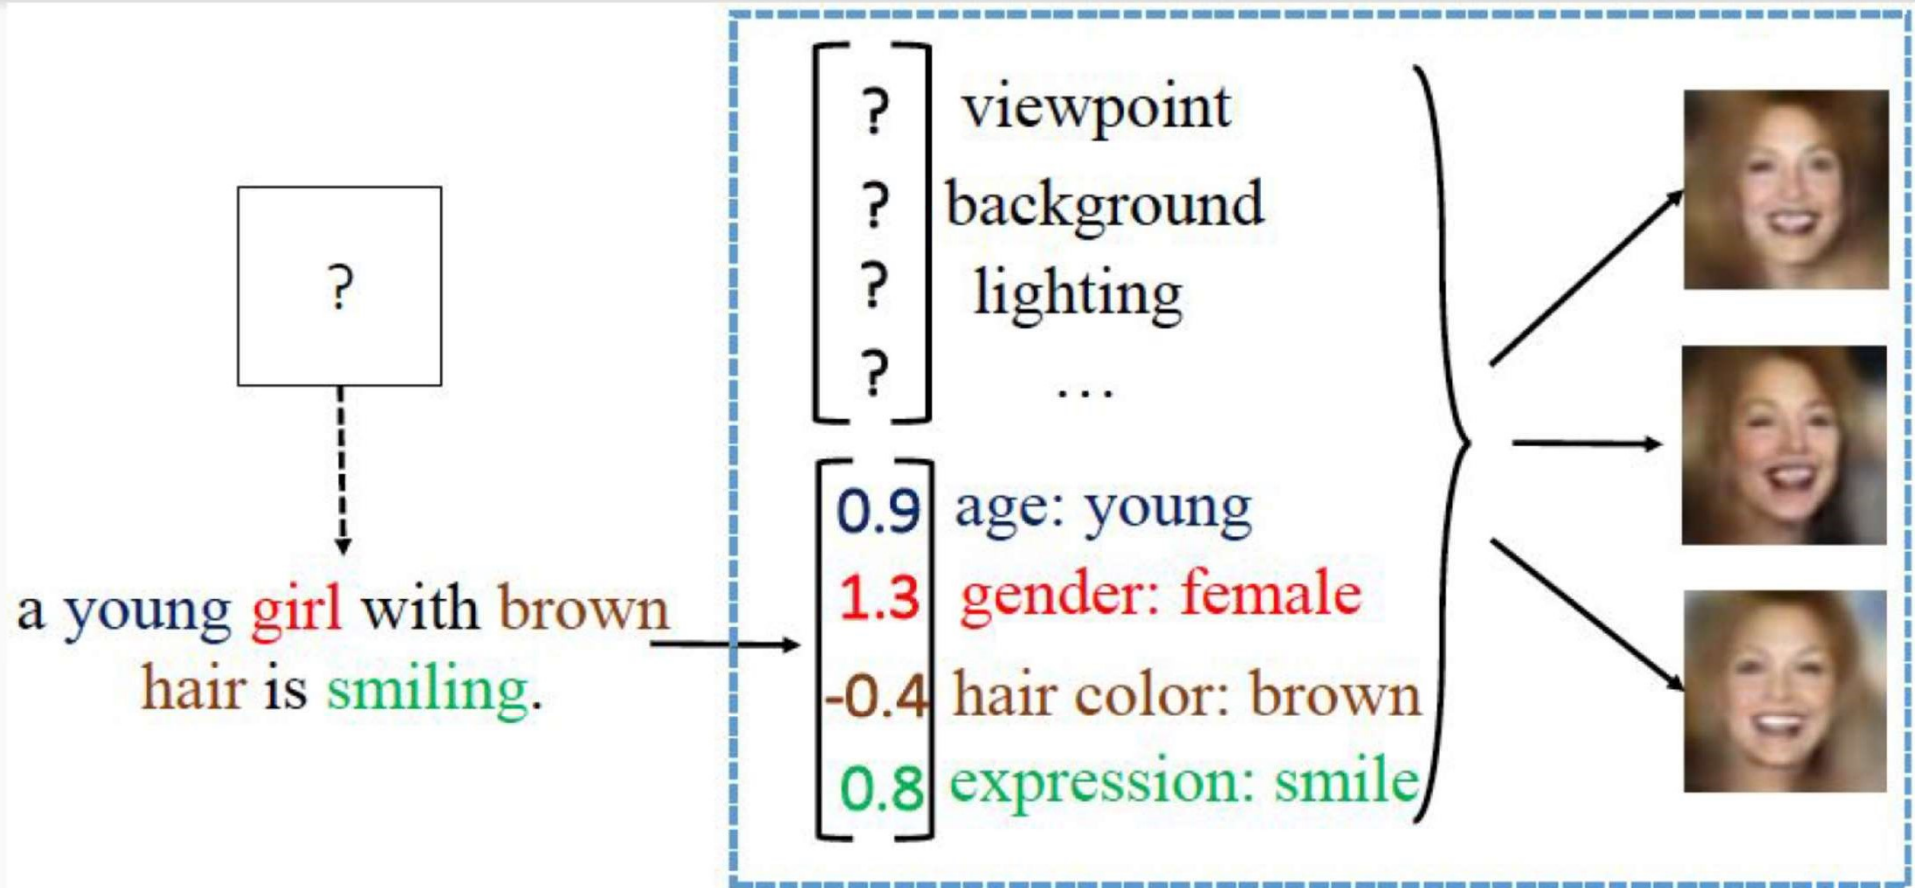 ?
a young girl with brown
hair is smiling.
? viewpoint
? background
? lighting
? ...
0.9 age: young
1.3 gender: female
-0.4 hair color: brown
0.8 expression: smile